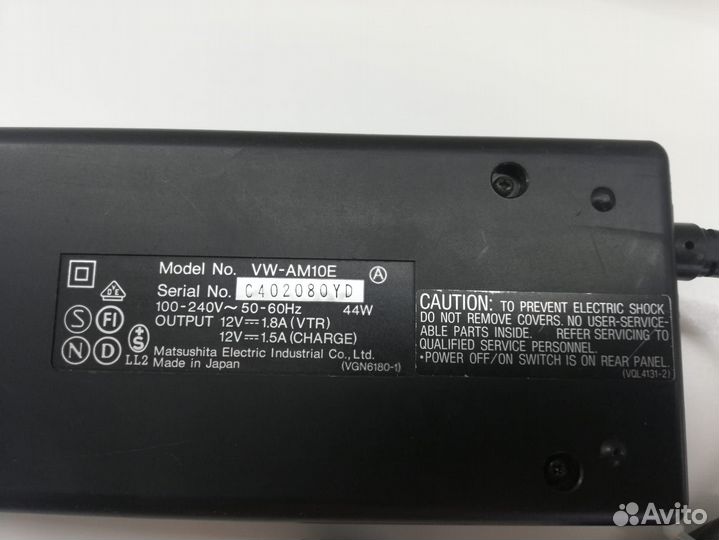 Model No. VW-AM10E Ⓐ
Serial No. C402080YD
100-240V~ 50-60Hz 44W
OUTPUT 12V⎓1.8A (VTR)
12V⎓1.5A (CHARGE)
Matsushita Electric Industrial Co., Ltd.
Made in Japan (VGN6180-1)
S FI
N D
LL2
CAUTION: TO PREVENT ELECTRIC SHOCK
DO NOT REMOVE COVERS. NO USER-SERVICE-
ABLE PARTS INSIDE. REFER SERVICING TO
QUALIFIED SERVICE PERSONNEL.
•POWER OFF/ON SWITCH IS ON REAR PANEL.
(VQL4131-2)
Avito